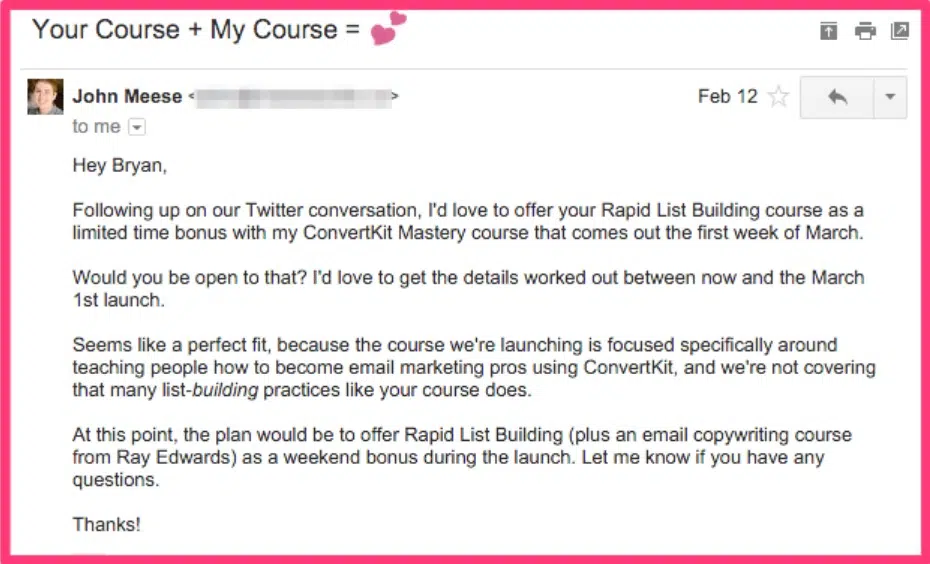 Your Course + My Course = 💕
John Meese < >
Feb 12
to me
Hey Bryan,
Following up on our Twitter conversation, I'd love to offer your Rapid List Building course as a
limited time bonus with my ConvertKit Mastery course that comes out the first week of March.
Would you be open to that? I'd love to get the details worked out between now and the March
1st launch.
Seems like a perfect fit, because the course we're launching is focused specifically around
teaching people how to become email marketing pros using ConvertKit, and we're not covering
that many list-building practices like your course does.
At this point, the plan would be to offer Rapid List Building (plus an email copywriting course
from Ray Edwards) as a weekend bonus during the launch. Let me know if you have any
questions.
Thanks!